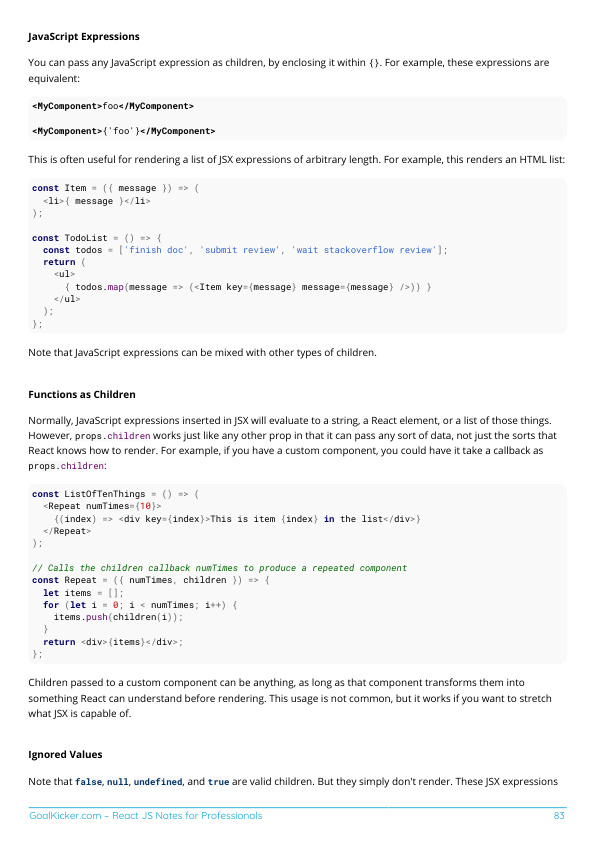 JavaScript Expressions
You can pass any JavaScript expression as children, by enclosing it within {}. For example, these expressions are
equivalent:
<MyComponent>foo</MyComponent>
<MyComponent>{'foo'}</MyComponent>
This is often useful for rendering a list of JSX expressions of arbitrary length. For example, this renders an HTML list:
const Item = ({ message }) => (
  <li>{ message }</li>
);
const TodoList = () => {
  const todos = ['finish doc', 'submit review', 'wait stackoverflow review'];
  return (
    <ul>
      { todos.map(message => (<Item key={message} message={message} />)) }
    </ul>
  );
};
Note that JavaScript expressions can be mixed with other types of children.
Functions as Children
Normally, JavaScript expressions inserted in JSX will evaluate to a string, a React element, or a list of those things.
However, props.children works just like any other prop in that it can pass any sort of data, not just the sorts that
React knows how to render. For example, if you have a custom component, you could have it take a callback as
props.children:
const ListOfTenThings = () => (
  <Repeat numTimes={10}>
    {(index) => <div key={index}>This is item {index} in the list</div>}
  </Repeat>
);
// Calls the children callback numTimes to produce a repeated component
const Repeat = ({ numTimes, children }) => {
  let items = [];
  for (let i = 0; i < numTimes; i++) {
    items.push(children(i));
  }
  return <div>{items}</div>;
};
Children passed to a custom component can be anything, as long as that component transforms them into
something React can understand before rendering. This usage is not common, but it works if you want to stretch
what JSX is capable of.
Ignored Values
Note that false, null, undefined, and true are valid children. But they simply don't render. These JSX expressions
GoalKicker.com – React JS Notes for Professionals 83